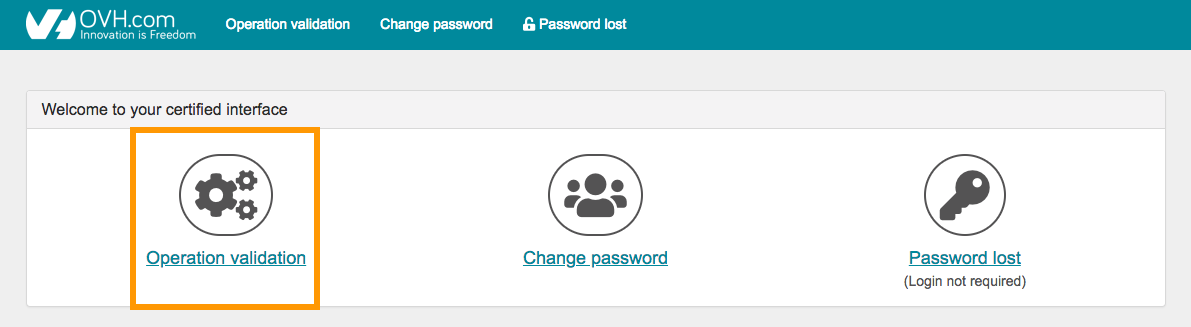 OVH.com
Innovation is Freedom
Operation validation Change password Password lost
Welcome to your certified interface
Operation validation Change password Password lost
(Login not required)